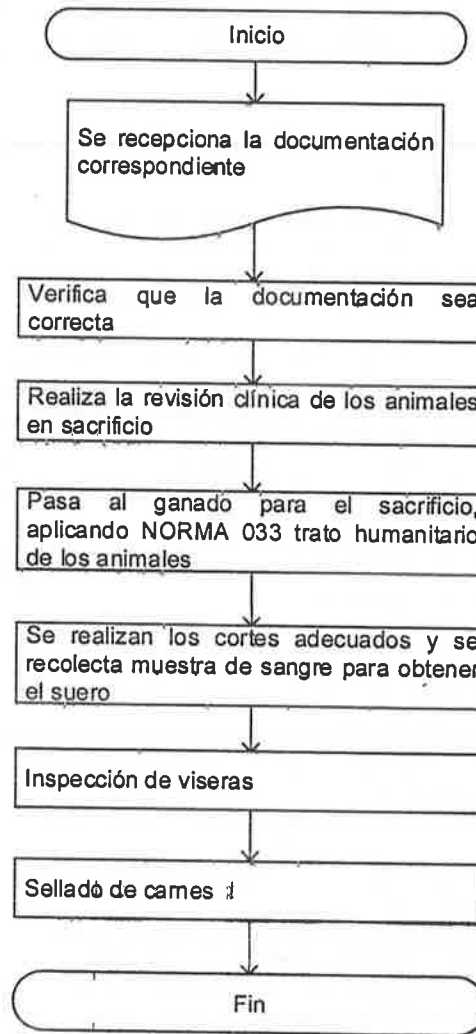 Inicio
Se recepciona la documentación
correspondiente
Verifica que la documentación sea
correcta
Realiza la revisión clínica de los animales
en sacrificio
Pasa al ganado para el sacrificio,
aplicando NORMA 033 trato humanitario
de los animales
Se realizan los cortes adecuados y se
recolecta muestra de sangre para obtener
el suero
Inspección de viseras
Sellado de carnes
Fin